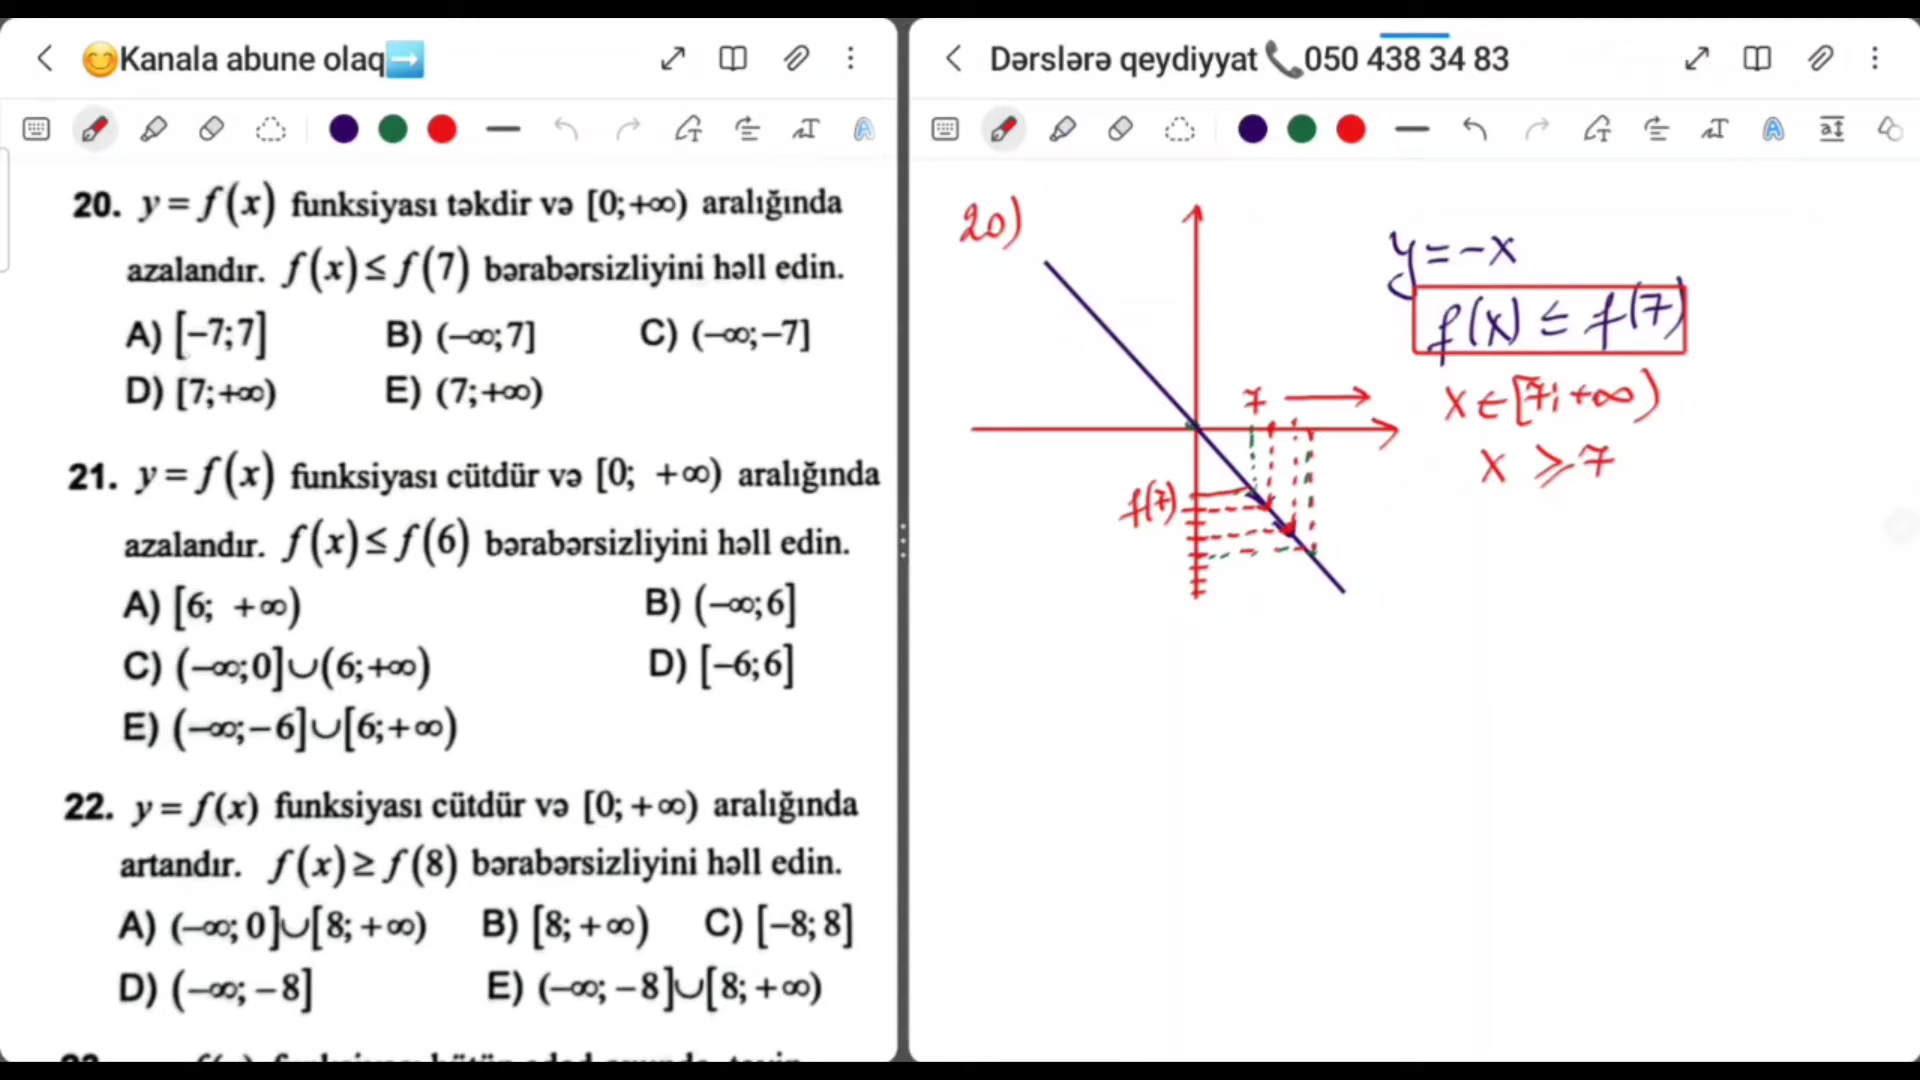 😊Kanala abune olaq➡️
20. y = f(x) funksiyası təkdir və [0;+∞) aralığında
azalandır. f(x) ≤ f(7) bərabərsizliyini həll edin.
A) [−7;7] B) (−∞;7] C) (−∞;−7]
D) [7;+∞) E) (7;+∞)
21. y = f(x) funksiyası cütdür və [0; +∞) aralığında
azalandır. f(x) ≤ f(6) bərabərsizliyini həll edin.
A) [6; +∞) B) (−∞;6]
C) (−∞;0]∪(6;+∞) D) [−6;6]
E) (−∞;−6]∪[6;+∞)
22. y = f(x) funksiyası cütdür və [0; +∞) aralığında
artandır. f(x) ≥ f(8) bərabərsizliyini həll edin.
A) (−∞; 0]∪[8; +∞) B) [8; +∞) C) [−8; 8]
D) (−∞; −8] E) (−∞; −8]∪[8; +∞)
Dərslərə qeydiyyat 📞050 438 34 83
20)
y = −x
f(x) ≤ f(7)
7
x ∈ [7; +∞)
x ⩾ 7
f(7)